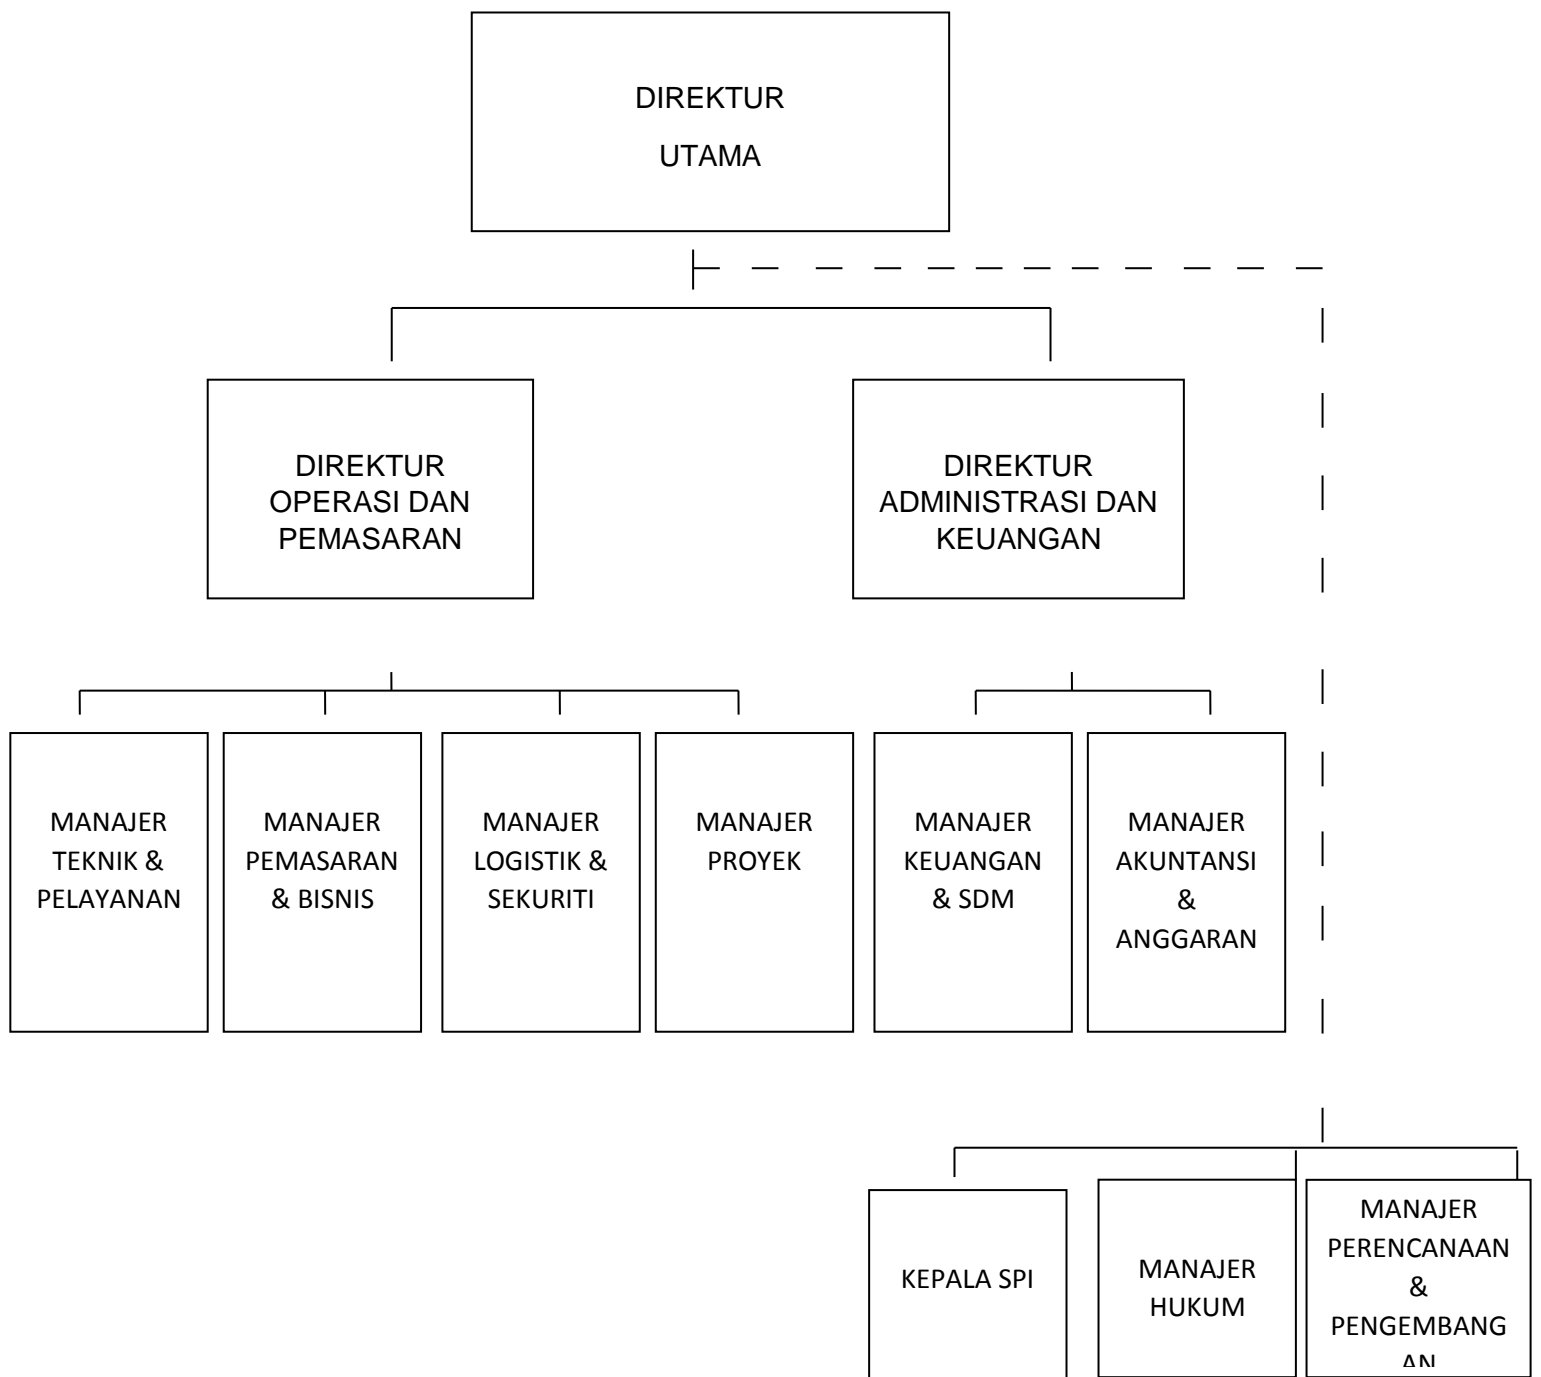 DIREKTUR
UTAMA
DIREKTUR
OPERASI DAN
PEMASARAN
DIREKTUR
ADMINISTRASI DAN
KEUANGAN
MANAJER
TEKNIK &
PELAYANAN
MANAJER
PEMASARAN
& BISNIS
MANAJER
LOGISTIK &
SEKURITI
MANAJER
PROYEK
MANAJER
KEUANGAN
& SDM
MANAJER
AKUNTANSI
&
ANGGARAN
KEPALA SPI
MANAJER
HUKUM
MANAJER
PERENCANAAN
&
PENGEMBANG
AN